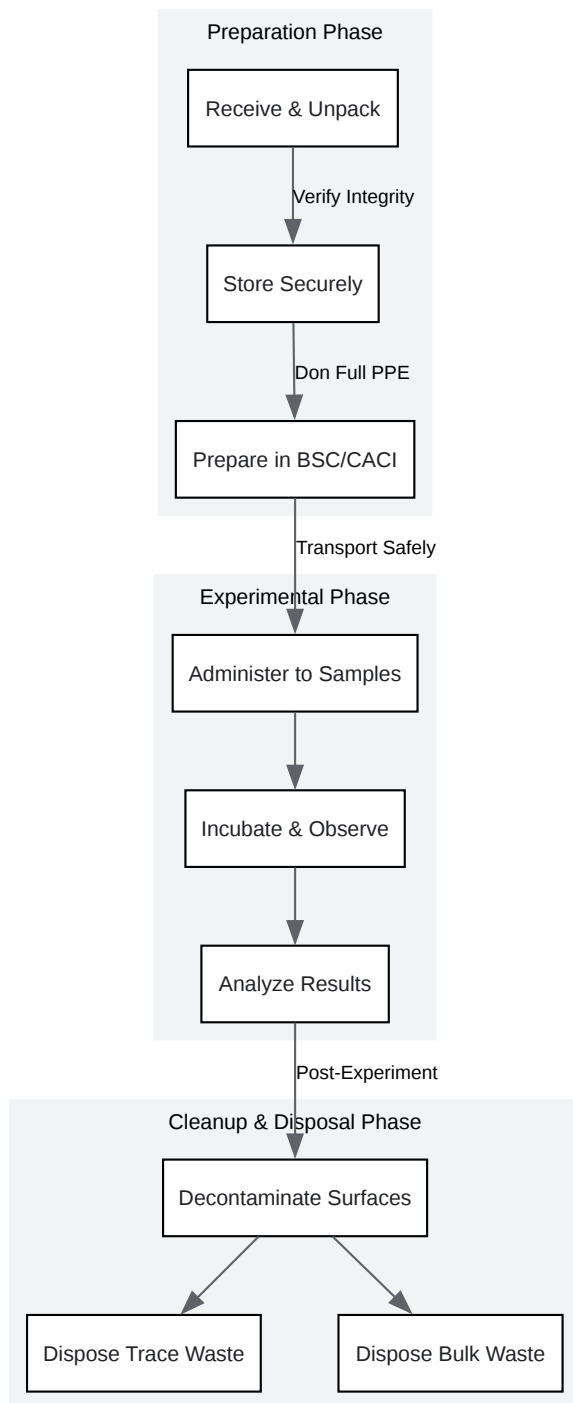 Preparation Phase
Receive & Unpack
Verify Integrity
Store Securely
Don Full PPE
Prepare in BSC/CACI
Transport Safely
Experimental Phase
Administer to Samples
Incubate & Observe
Analyze Results
Post-Experiment
Cleanup & Disposal Phase
Decontaminate Surfaces
Dispose Trace Waste
Dispose Bulk Waste